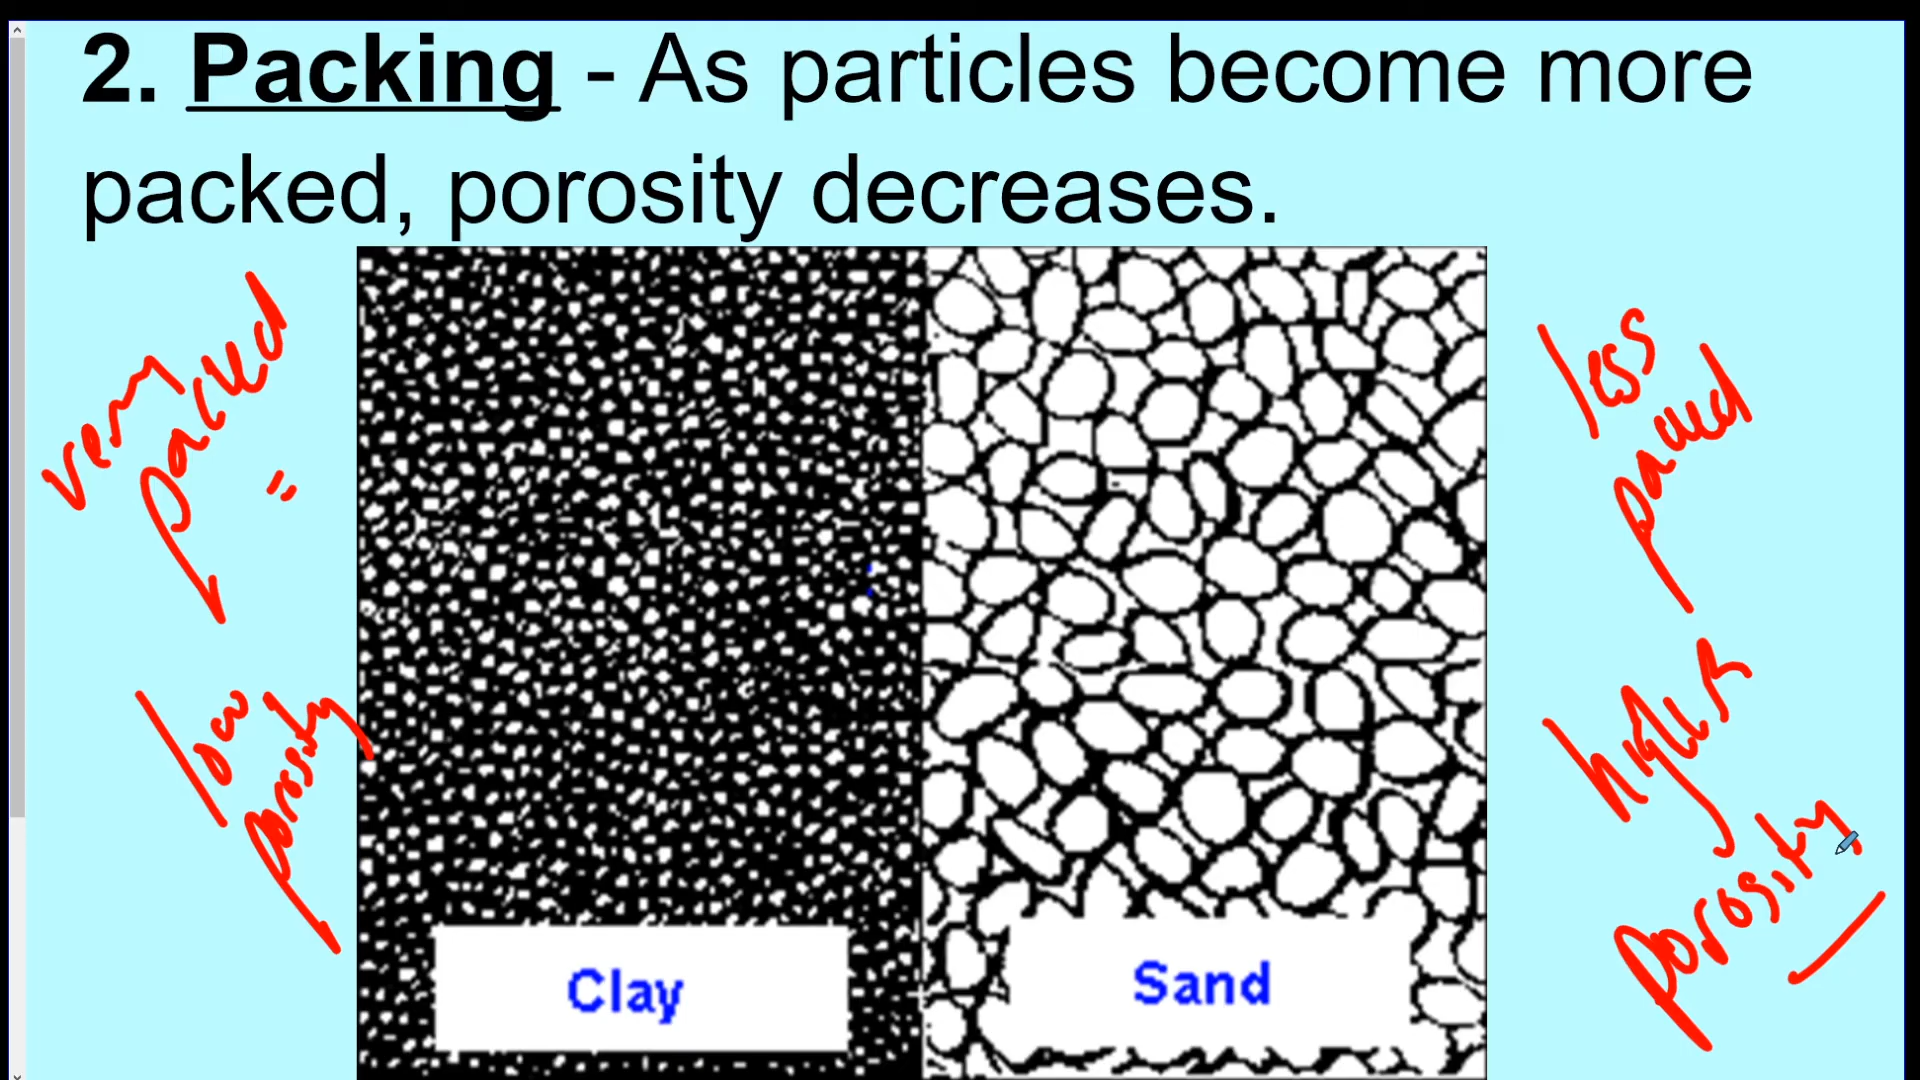 2. Packing - As particles become more
packed, porosity decreases.
very
packed
=
low
porosity
less
packed
higher
porosity
Clay
Sand